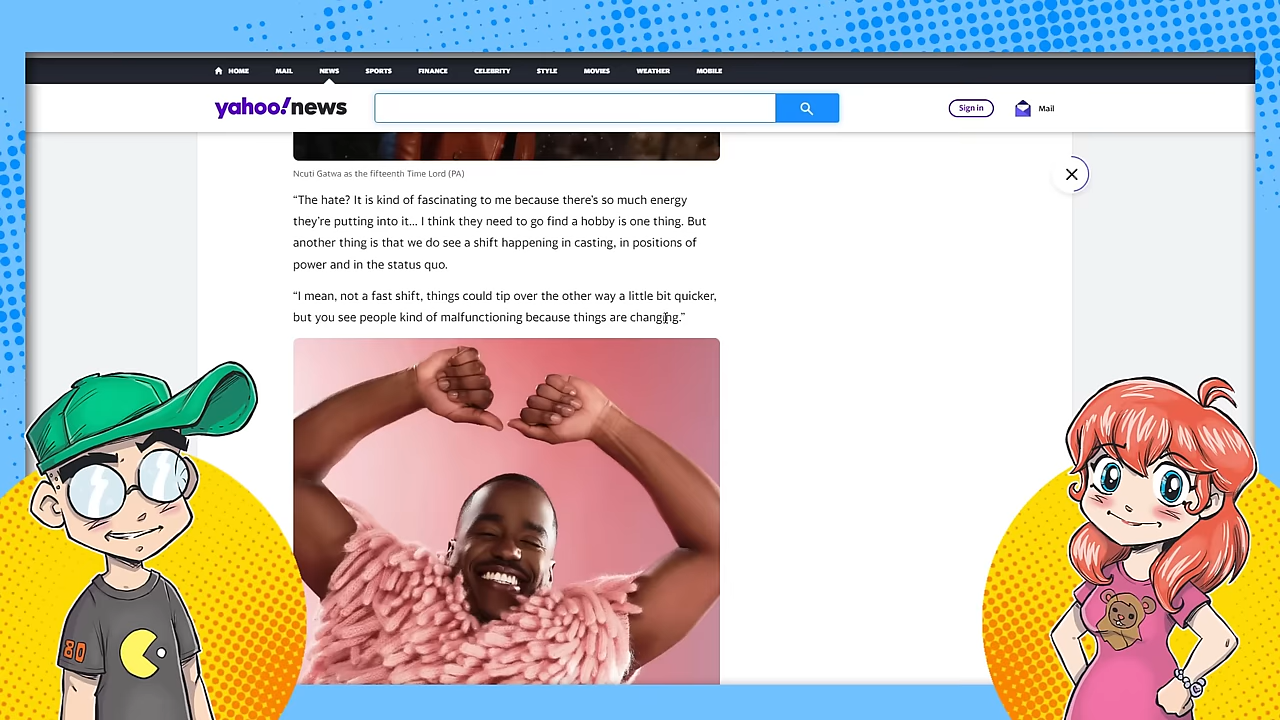 HOME MAIL NEWS SPORTS FINANCE CELEBRITY STYLE MOVIES WEATHER MOBILE
yahoo!news
Sign in
Mail
Ncuti Gatwa as the fifteenth Time Lord (PA)
“The hate? It is kind of fascinating to me because there’s so much energy
they’re putting into it... I think they need to go find a hobby is one thing. But
another thing is that we do see a shift happening in casting, in positions of
power and in the status quo.
“I mean, not a fast shift, things could tip over the other way a little bit quicker,
but you see people kind of malfunctioning because things are changing.”
80